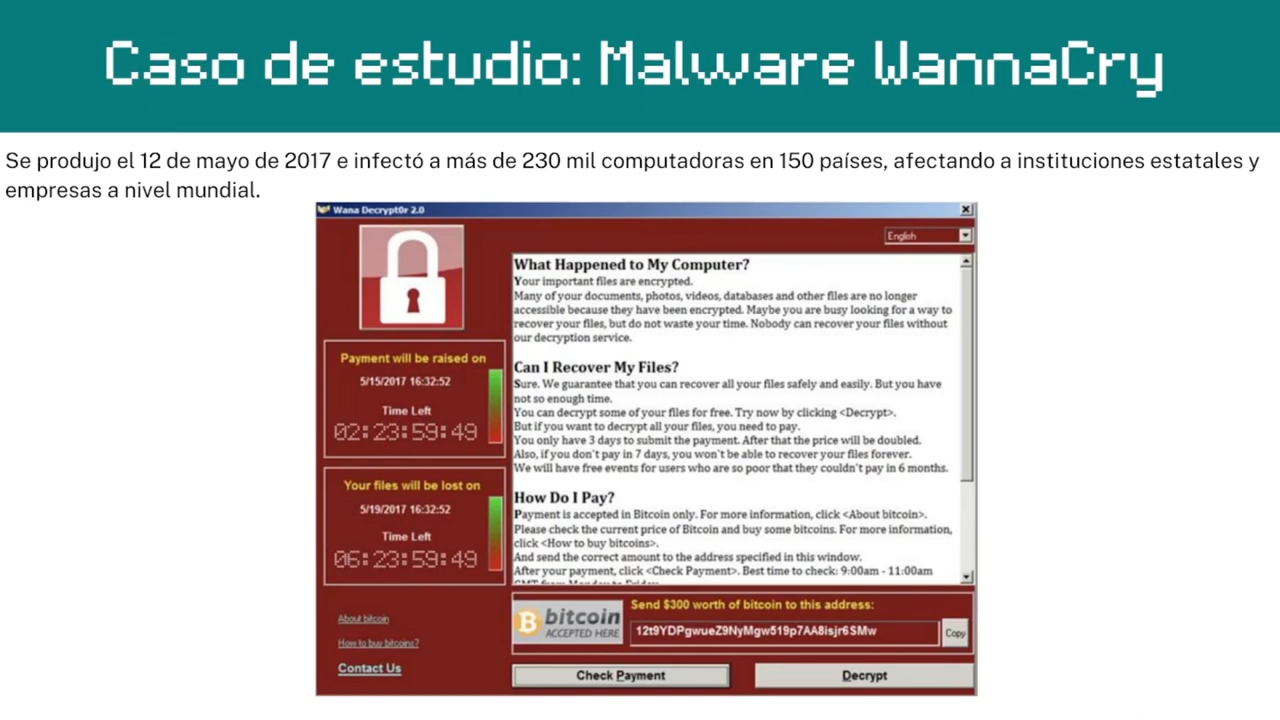 Caso de estudio: Malware WannaCry
Se produjo el 12 de mayo de 2017 e infectó a más de 230 mil computadoras en 150 países, afectando a instituciones estatales y
empresas a nivel mundial.
Wana Decrypt0r 2.0
English
What Happened to My Computer?
Your important files are encrypted.
Many of your documents, photos, videos, databases and other files are no longer
accessible because they have been encrypted. Maybe you are busy looking for a way to
recover your files, but do not waste your time. Nobody can recover your files without
our decryption service.
Can I Recover My Files?
Sure. We guarantee that you can recover all your files safely and easily. But you have
not so enough time.
You can decrypt some of your files for free. Try now by clicking <Decrypt>.
But if you want to decrypt all your files, you need to pay.
You only have 3 days to submit the payment. After that the price will be doubled.
Also, if you don't pay in 7 days, you won't be able to recover your files forever.
We will have free events for users who are so poor that they couldn't pay in 6 months.
How Do I Pay?
Payment is accepted in Bitcoin only. For more information, click <About bitcoin>.
Please check the current price of Bitcoin and buy some bitcoins. For more information,
click <How to buy bitcoins>.
And send the correct amount to the address specified in this window.
After your payment, click <Check Payment>. Best time to check: 9:00am - 11:00am
GMT from Monday to Friday.
Payment will be raised on
5/15/2017 16:32:52
Time Left
02:23:59:49
Your files will be lost on
5/19/2017 16:32:52
Time Left
06:23:59:49
About bitcoin
How to buy bitcoins?
Contact Us
bitcoin
ACCEPTED HERE
Send $300 worth of bitcoin to this address:
12t9YDPgwueZ9NyMgw519p7AA8isjr6SMw
Copy
Check Payment
Decrypt